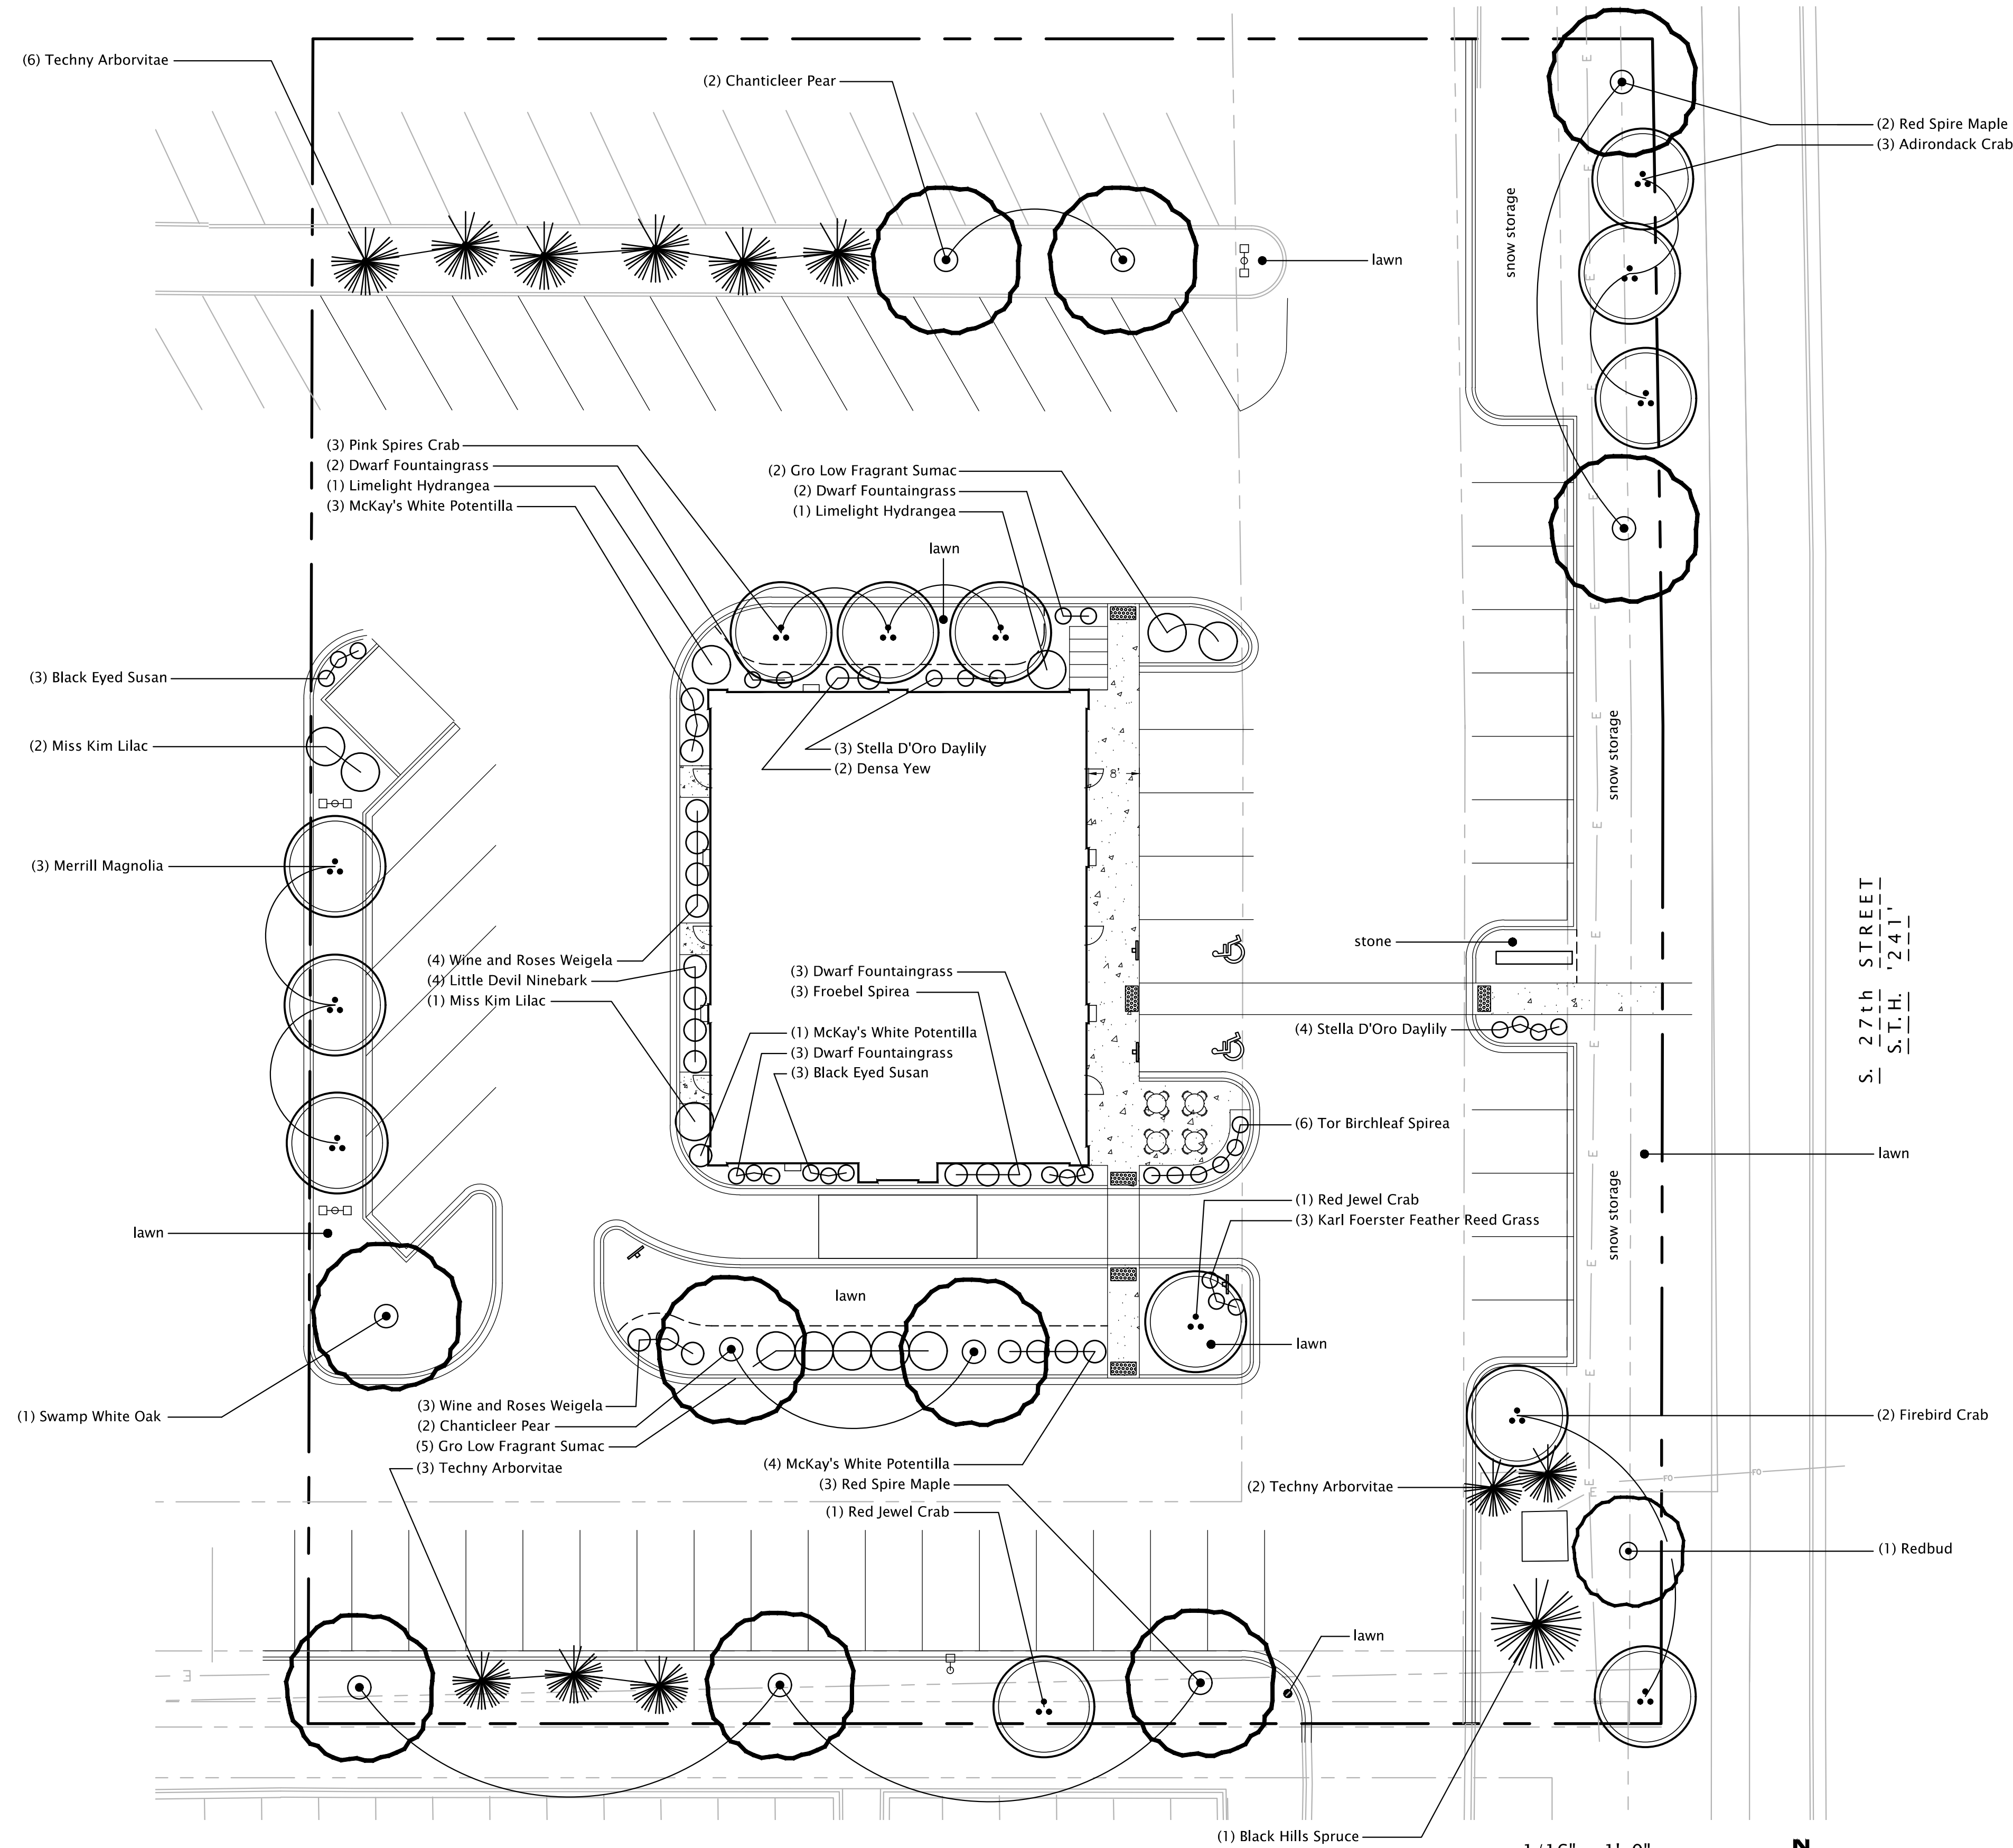 (6) Techny Arborvitae
(2) Chanticleer Pear
(2) Red Spire Maple
(3) Adirondack Crab
snow storage
lawn
E
E
E
E
E
(3) Pink Spires Crab
(2) Dwarf Fountaingrass
(1) Limelight Hydrangea
(3) McKay's White Potentilla
(2) Gro Low Fragrant Sumac
(2) Dwarf Fountaingrass
(1) Limelight Hydrangea
lawn
(3) Black Eyed Susan
(2) Miss Kim Lilac
(3) Stella D'Oro Daylily
(2) Densa Yew
8'
snow storage
E
E
E
(3) Merrill Magnolia
(4) Wine and Roses Weigela
(4) Little Devil Ninebark
(1) Miss Kim Lilac
(3) Dwarf Fountaingrass
(3) Froebel Spirea
(1) McKay's White Potentilla
(3) Dwarf Fountaingrass
(3) Black Eyed Susan
stone
(4) Stella D'Oro Daylily
E
E
S. 27th STREET
S.T.H. '241'
(6) Tor Birchleaf Spirea
lawn
E
snow storage
(1) Red Jewel Crab
(3) Karl Foerster Feather Reed Grass
lawn
E
lawn
lawn
E
(1) Swamp White Oak
(3) Wine and Roses Weigela
(2) Chanticleer Pear
(5) Gro Low Fragrant Sumac
(3) Techny Arborvitae
(4) McKay's White Potentilla
(3) Red Spire Maple
(1) Red Jewel Crab
(2) Firebird Crab
(2) Techny Arborvitae
E
FO
FO
(1) Redbud
lawn
E
(1) Black Hills Spruce
N